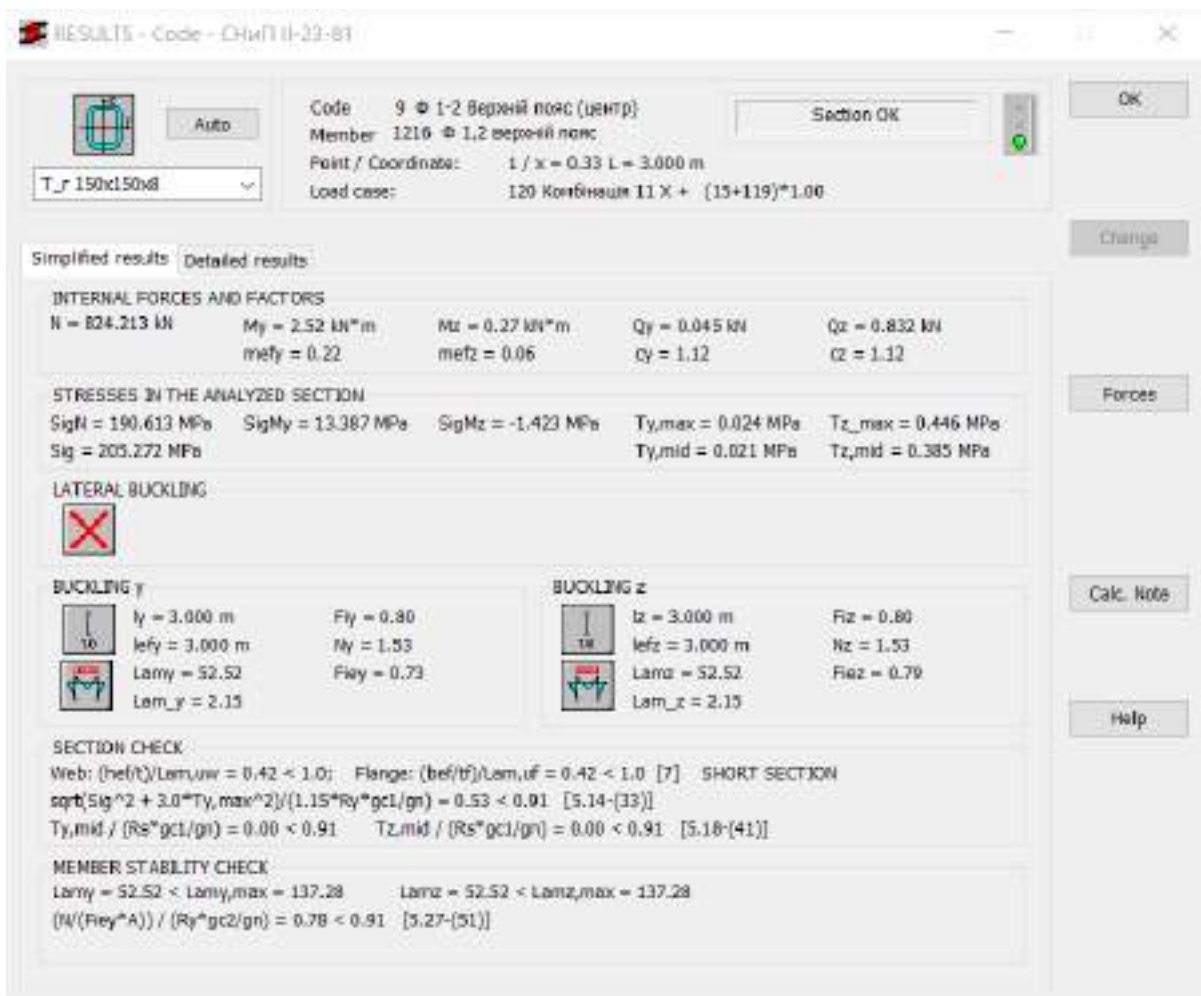 RESULTS - Code - СНиП II-23-81
Auto
T_r 150x150x8
Code 9 Ф 1-2 Верхній пояс (центр)
Member 1216 Ф 1,2 верхній пояс
Point / Coordinate: 1 / x = 0.33 L = 3.000 m
Load case: 120 Комбінація 11 X + (15+119)*1.00
Section OK
OK
Change
Forces
Calc. Note
Help
Simplified results Detailed results
INTERNAL FORCES AND FACTORS
N = 824.213 kN My = 2.52 kN*m Mz = 0.27 kN*m Qy = 0.045 kN Qz = 0.832 kN
mefy = 0.22 mefz = 0.06 cy = 1.12 cz = 1.12
STRESSES IN THE ANALYZED SECTION
SigN = 190.613 MPa SigMy = 13.387 MPa SigMz = -1.423 MPa Ty,max = 0.024 MPa Tz_max = 0.446 MPa
Sig = 205.272 MPa Ty,mid = 0.021 MPa Tz,mid = 0.385 MPa
LATERAL BUCKLING
BUCKLING y
ly = 3.000 m Fiy = 0.80
1.0
lefy = 3.000 m Ny = 1.53
Lamy = 52.52 Fiey = 0.73
Lam_y = 2.15
BUCKLING z
lz = 3.000 m Fiz = 0.80
1.0
lefz = 3.000 m Nz = 1.53
Lamz = 52.52 Fiez = 0.79
Lam_z = 2.15
SECTION CHECK
Web: (hef/t)/Lam,uw = 0.42 < 1.0; Flange: (bef/tf)/Lam,uf = 0.42 < 1.0 [7] SHORT SECTION
sqrt(Sig^2 + 3.0*Ty,max^2)/(1.15*Ry*gc1/gn) = 0.53 < 0.91 [5.14-(33)]
Ty,mid / (Rs*gc1/gn) = 0.00 < 0.91 Tz,mid / (Rs*gc1/gn) = 0.00 < 0.91 [5.18-(41)]
MEMBER STABILITY CHECK
Lamy = 52.52 < Lamy,max = 137.28 Lamz = 52.52 < Lamz,max = 137.28
(N/(Fiey*A)) / (Ry*gc2/gn) = 0.78 < 0.91 [5.27-(51)]